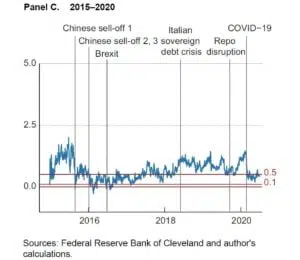 Panel C. 2015–2020
Chinese sell-off 1
Italian
COVID-19
Chinese sell-off 2, 3
sovereign
Repo
Brexit
debt crisis
disruption
5.0
2.5
0.5
0.0
0.1
2016
2018
2020
Sources: Federal Reserve Bank of Cleveland and author's
calculations.